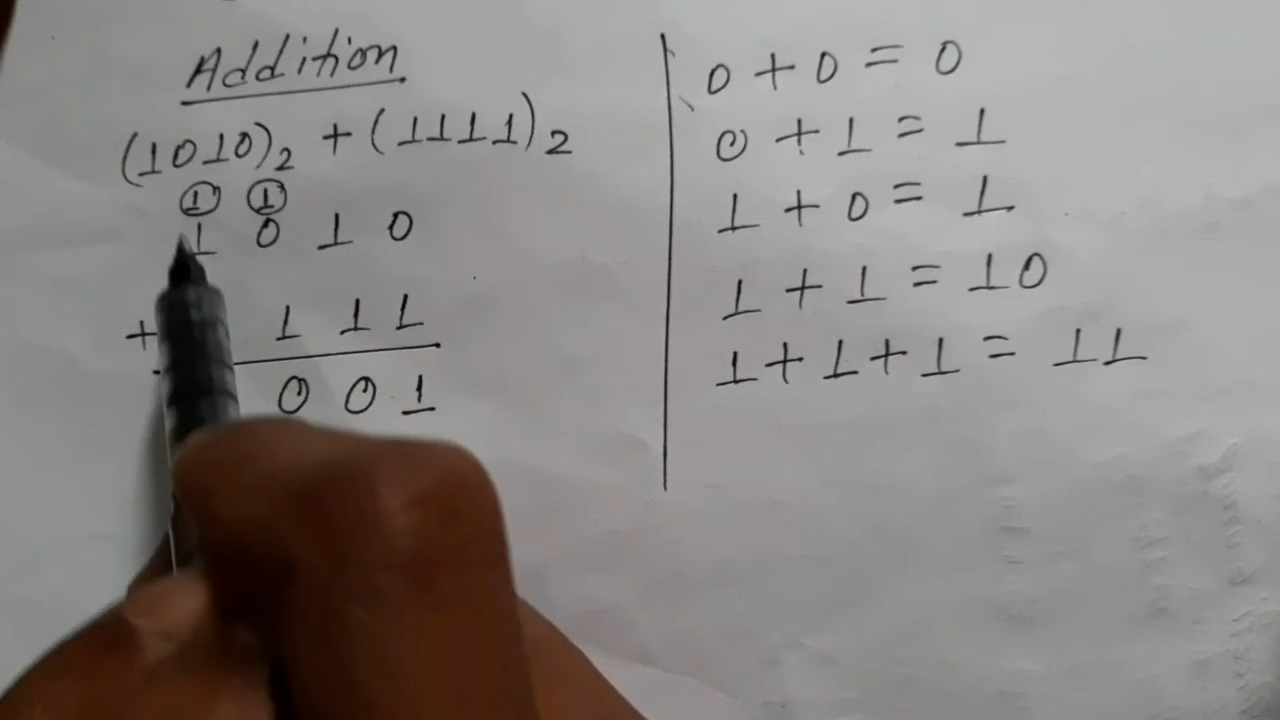 Addition
(1010)₂ + (1111)₂
1 1
1 0 1 0
+ 1 1 1
0 0 1
0 + 0 = 0
0 + 1 = 1
1 + 0 = 1
1 + 1 = 10
1 + 1 + 1 = 11